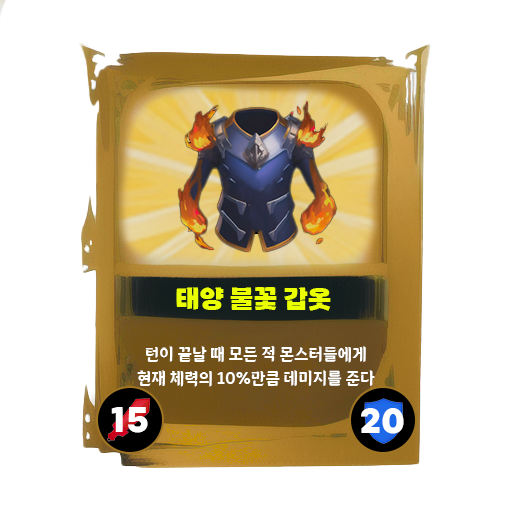 태양 불꽃 갑옷
턴이 끝날 때 모든 적 몬스터들에게
현재 체력의 10%만큼 데미지를 준다
15
20